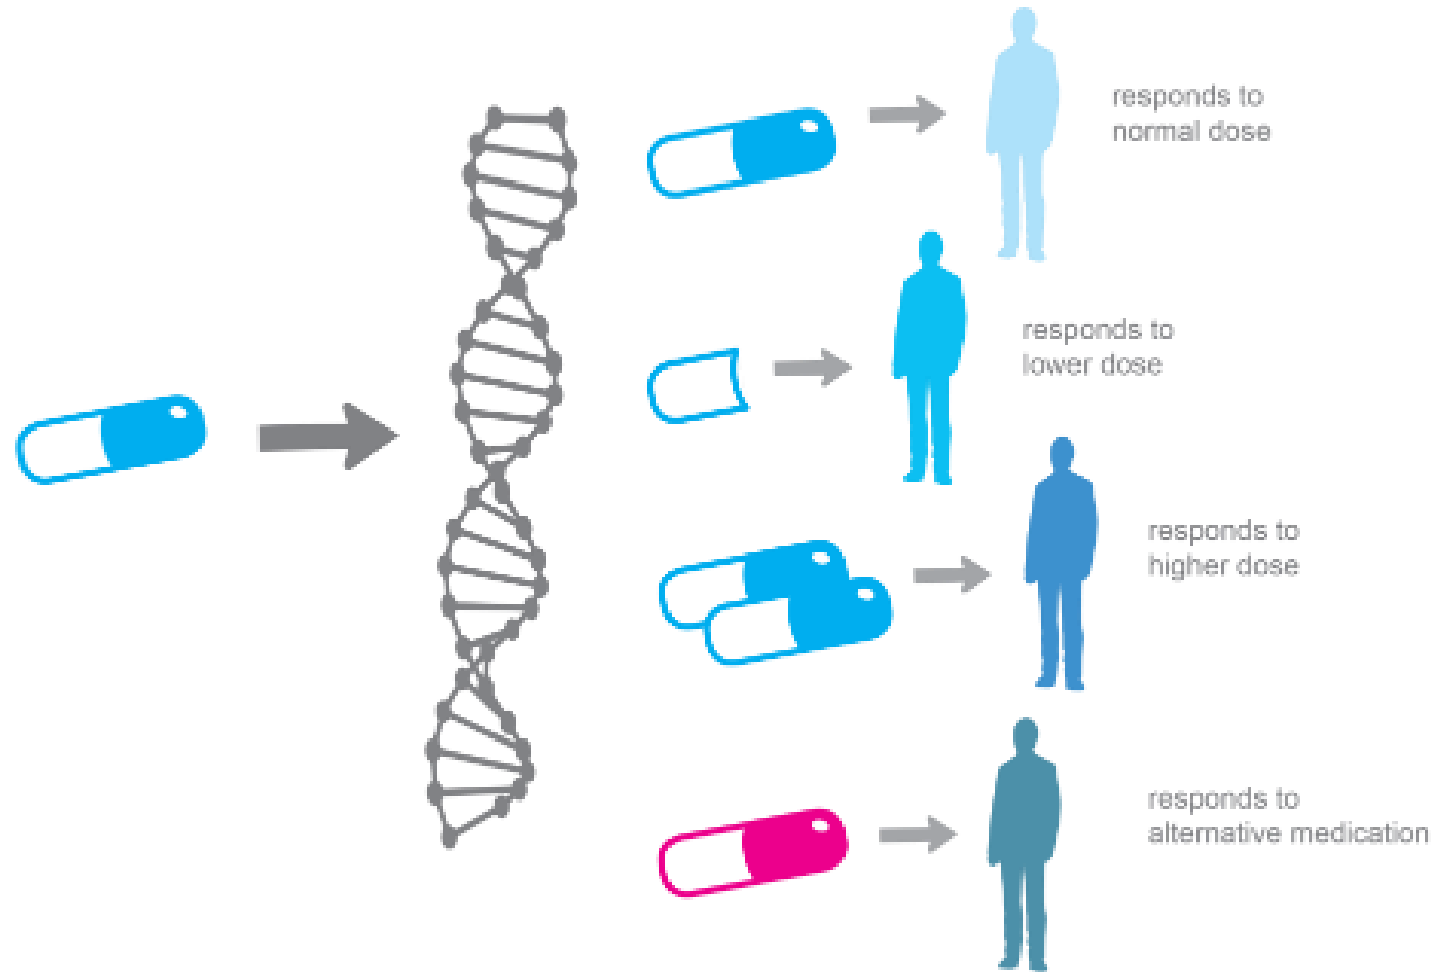 responds to
normal dose
responds to
lower dose
responds to
higher dose
responds to
alternative medication